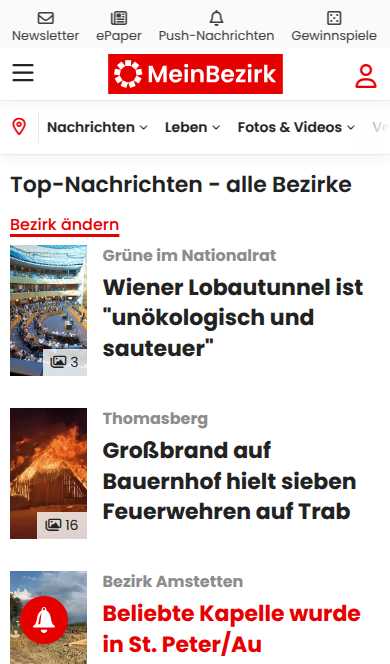 Newsletter ePaper Push-Nachrichten Gewinnspiele
MeinBezirk
Nachrichten Leben Fotos & Videos
Top-Nachrichten - alle Bezirke
Bezirk ändern
Grüne im Nationalrat
Wiener Lobautunnel ist
"unökologisch und
sauteuer"
3
Thomasberg
Großbrand auf
Bauernhof hielt sieben
Feuerwehren auf Trab
16
Bezirk Amstetten
Beliebte Kapelle wurde
in St. Peter/Au